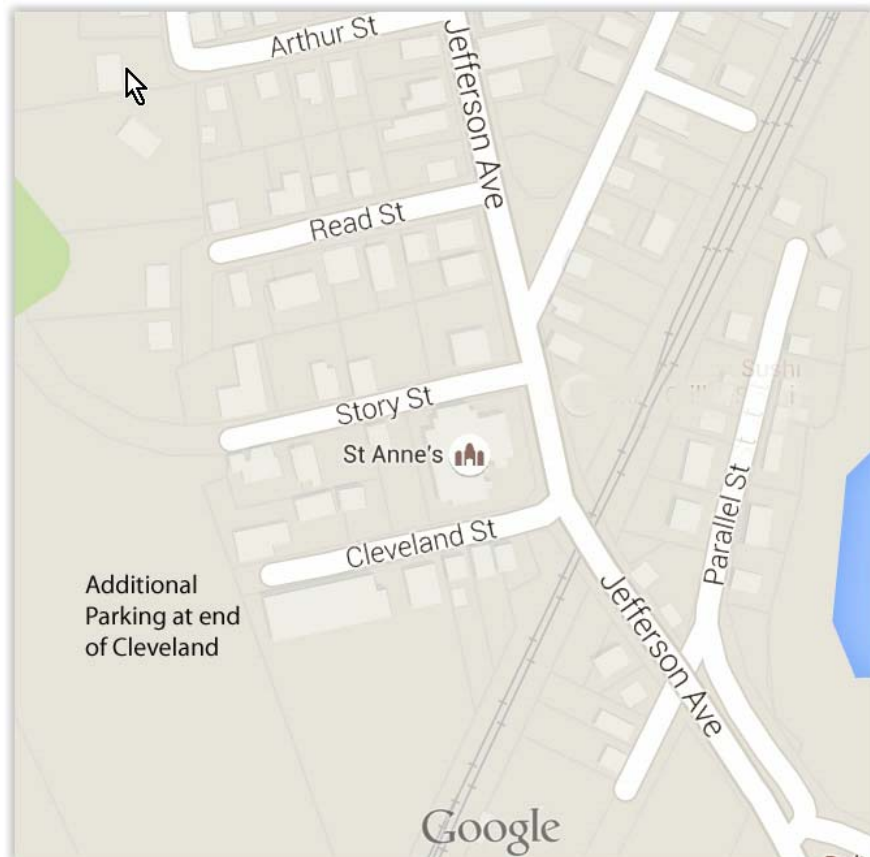 Arthur St
Jefferson Ave
Read St
Sushi
Story St
St Anne's
Parallel St
Cleveland St
Additional
Parking at end
of Cleveland
Jefferson Ave
Google